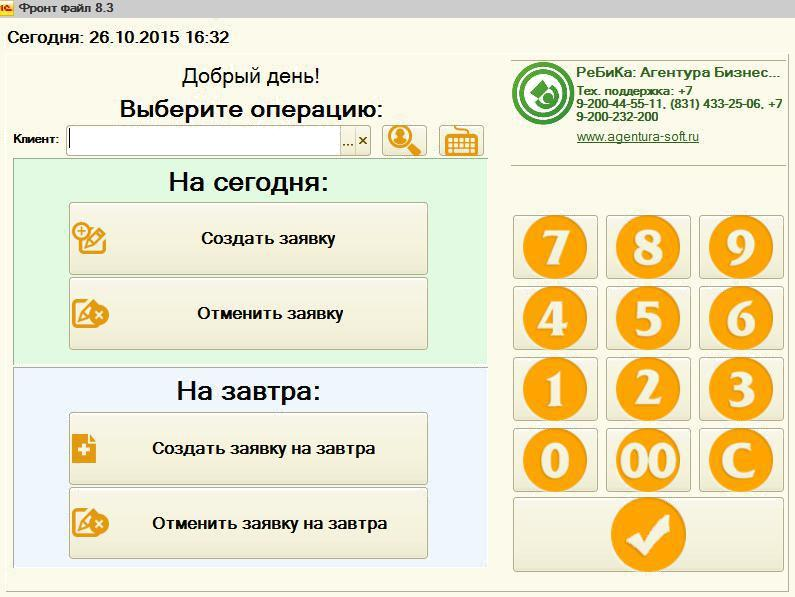 Фронт файл 8.3
Сегодня: 26.10.2015 16:32
Добрый день!
Выберите операцию:
Клиент:
... ×
РеБиКа: Агентура Бизнес...
Тех. поддержка: +7
9-200-44-55-11, (831) 433-25-06, +7
9-200-232-200
www.agentura-soft.ru
На сегодня:
Создать заявку
Отменить заявку
На завтра:
Создать заявку на завтра
Отменить заявку на завтра
7 8 9
4 5 6
1 2 3
0 00 C